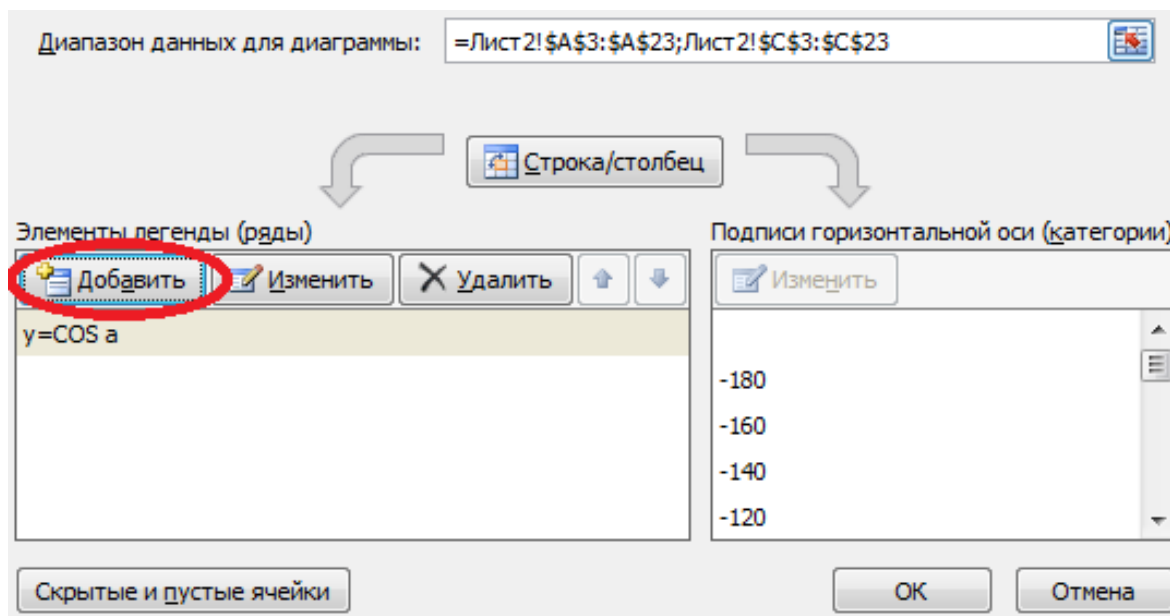 Диапазон данных для диаграммы: =Лист2!$A$3:$A$23;Лист2!$C$3:$C$23
Строка/столбец
Элементы легенды (ряды)
Подписи горизонтальной оси (категории)
Добавить Изменить Удалить
Изменить
y=COS a
-180
-160
-140
-120
Скрытые и пустые ячейки
ОК Отмена